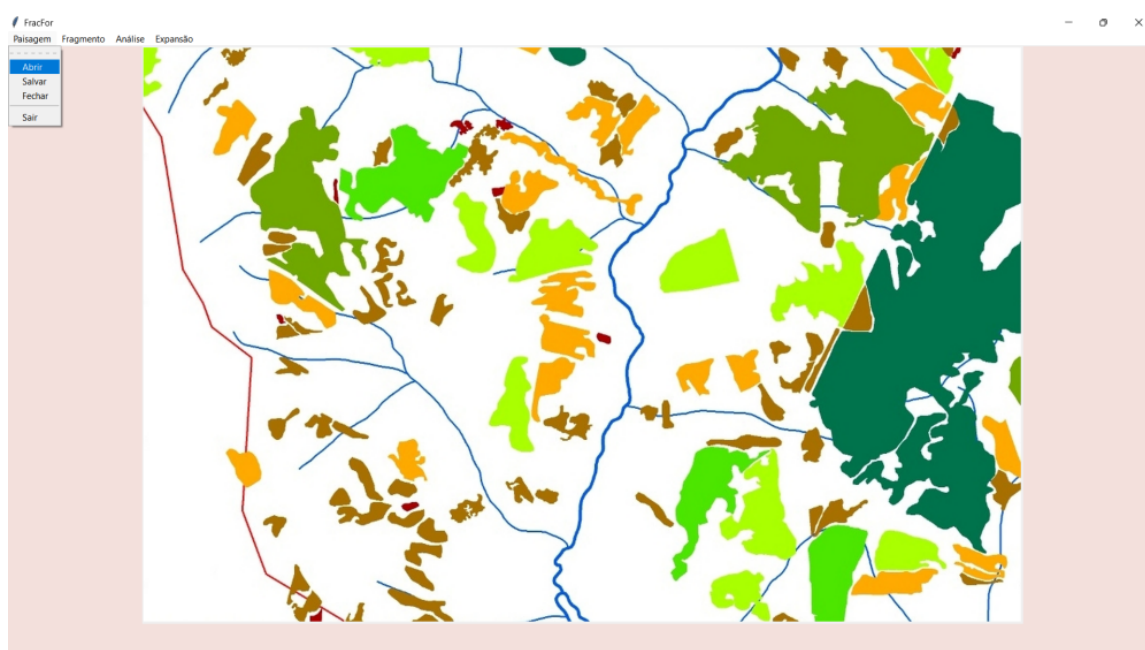 FracFor
Paisagem Fragmento Análise Expansão
Abrir
Salvar
Fechar
Sair